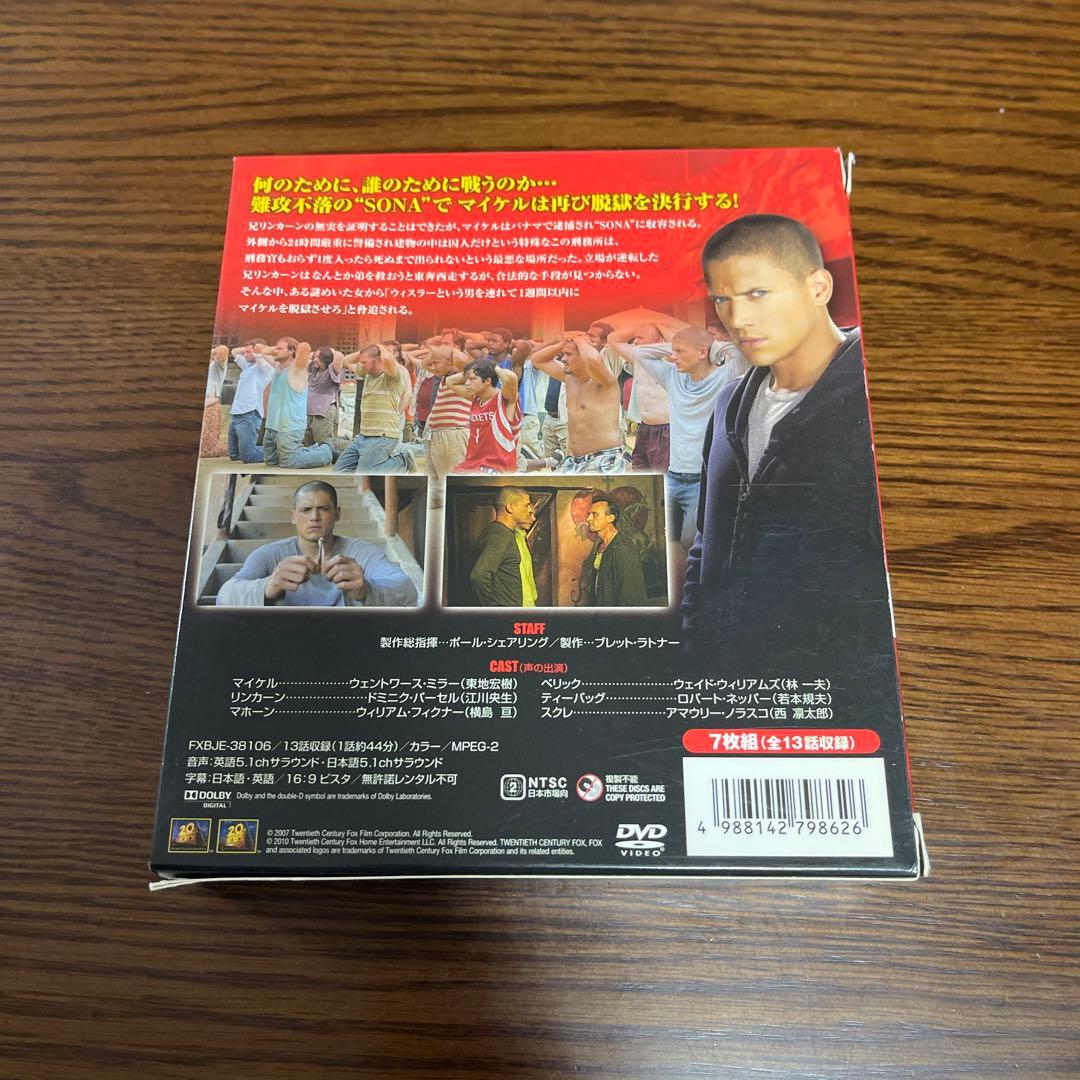 何のために、誰のために戦うのか…
難攻不落の“SONA”で マイケルは再び脱獄を決行する!
兄リンカーンの無実を証明することはできたが、マイケルはパナマで逮捕され“SONA”に収容される。
外側から24時間厳重に警備され建物の中は囚人だけという特殊なこの刑務所は、
刑務官もおらず1度入ったら死ぬまで出られないという最悪な場所だった。立場が逆転した
兄リンカーンはなんとか弟を救おうと東奔西走するが、合法的な手段が見つからない。
そんな中、ある謎めいた女から「ウィスラーという男を連れて1週間以内に
マイケルを脱獄させろ」と脅迫される。
STAFF
製作総指揮…ポール・シェアリング／製作…ブレット・ラトナー
CAST(声の出演)
マイケル………………ウェントワース・ミラー(東地宏樹)
リンカーン………………ドミニク・パーセル(江川央生)
マホーン………………ウィリアム・フィクナー(横島 亘)
ベリック………………ウェイド・ウィリアムズ(林 一夫)
ティーバッグ………………ロバート・ネッパー(若本規夫)
スクレ………………アマウリー・ノラスコ(西 凛太郎)
FXBJE-38106／13話収録(1話約44分)／カラー／MPEG-2
音声:英語5.1chサラウンド・日本語5.1chサラウンド
字幕:日本語・英語／16:9 ビスタ／無許諾レンタル不可
DOLBY
DIGITAL
Dolby and the double-D symbol are trademarks of Dolby Laboratories.
2
NTSC
日本市場向
複製不能
THESE DISCS ARE
COPY PROTECTED
7枚組(全13話収録)
© 2007 Twentieth Century Fox Film Corporation. All Rights Reserved.
© 2010 Twentieth Century Fox Home Entertainment LLC. All Rights Reserved. TWENTIETH CENTURY FOX, FOX
and associated logos are trademarks of Twentieth Century Fox Film Corporation and its related entities.
DVD
VIDEO
4 988142 798626